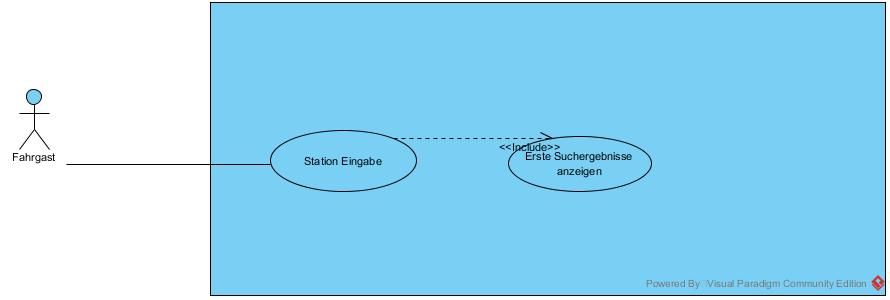 Fahrgast
Station Eingabe
<<Include>>
Erste Suchergebnisse
anzeigen
Powered By Visual Paradigm Community Edition